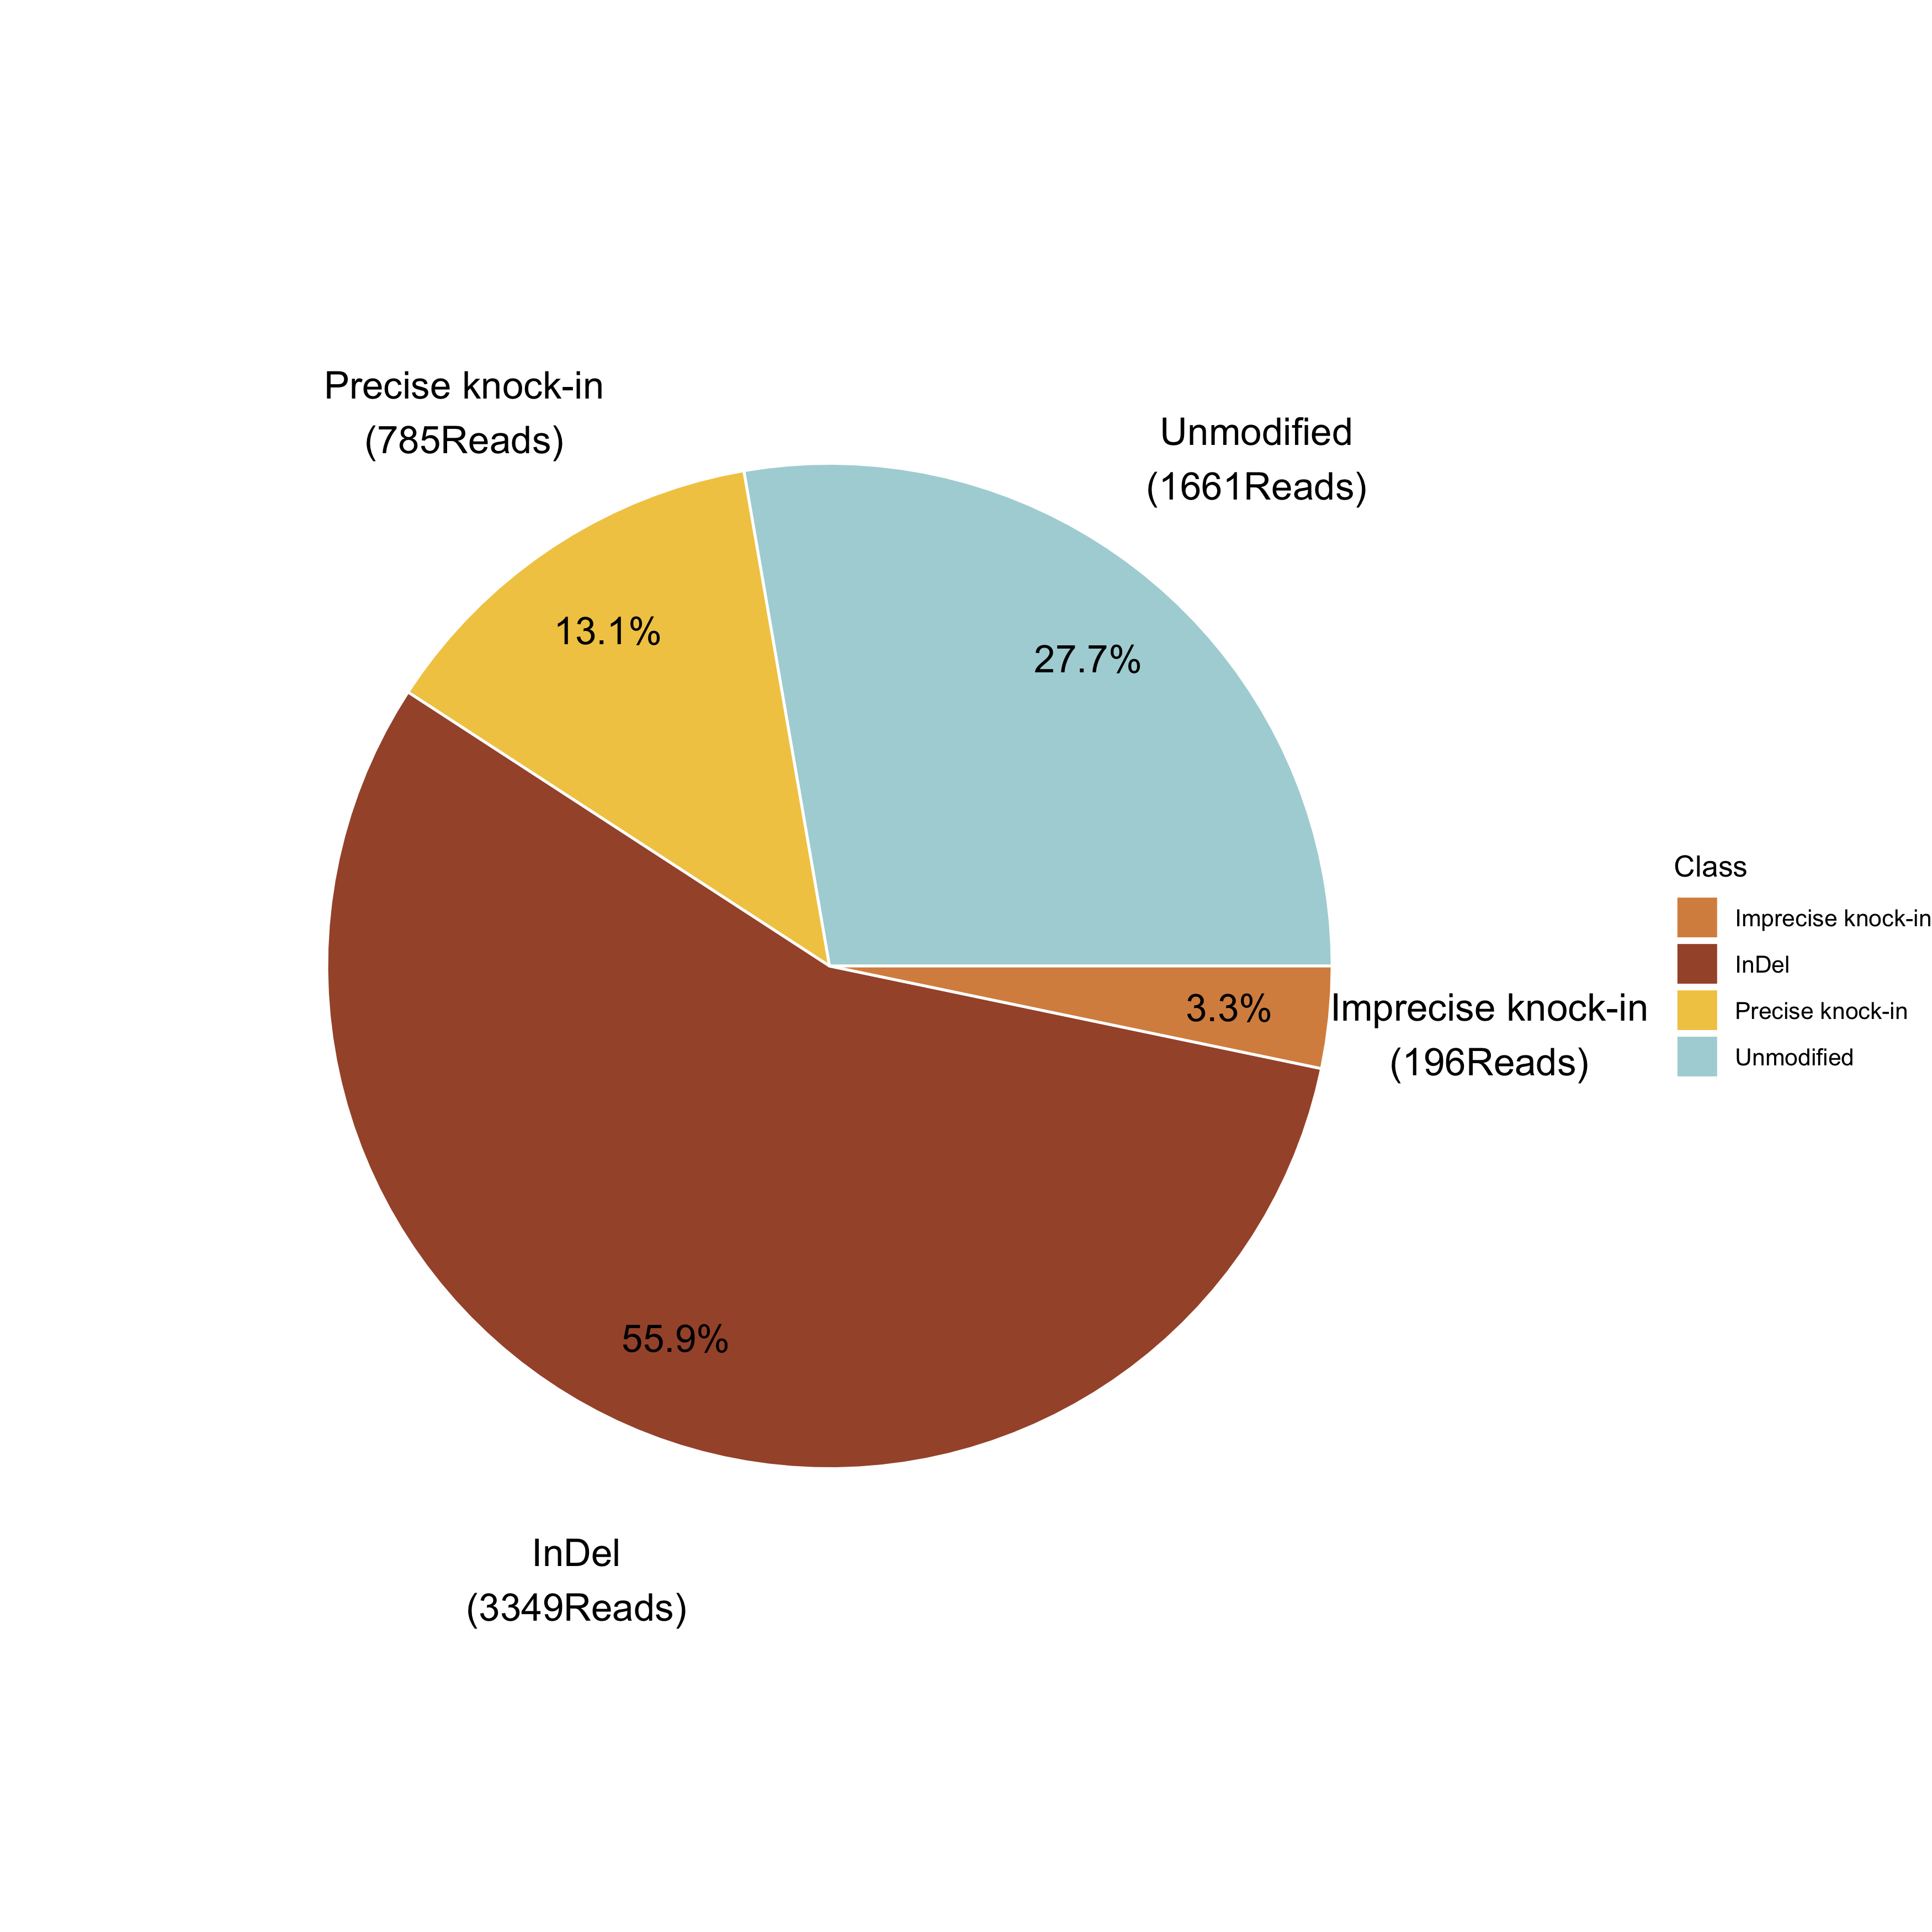 Precise knock-in
(785Reads)
Unmodified
(1661Reads)
13.1%
27.7%
Class
Imprecise knock-in
InDel
Precise knock-in
Unmodified
3.3%
Imprecise knock-in
(196Reads)
55.9%
InDel
(3349Reads)